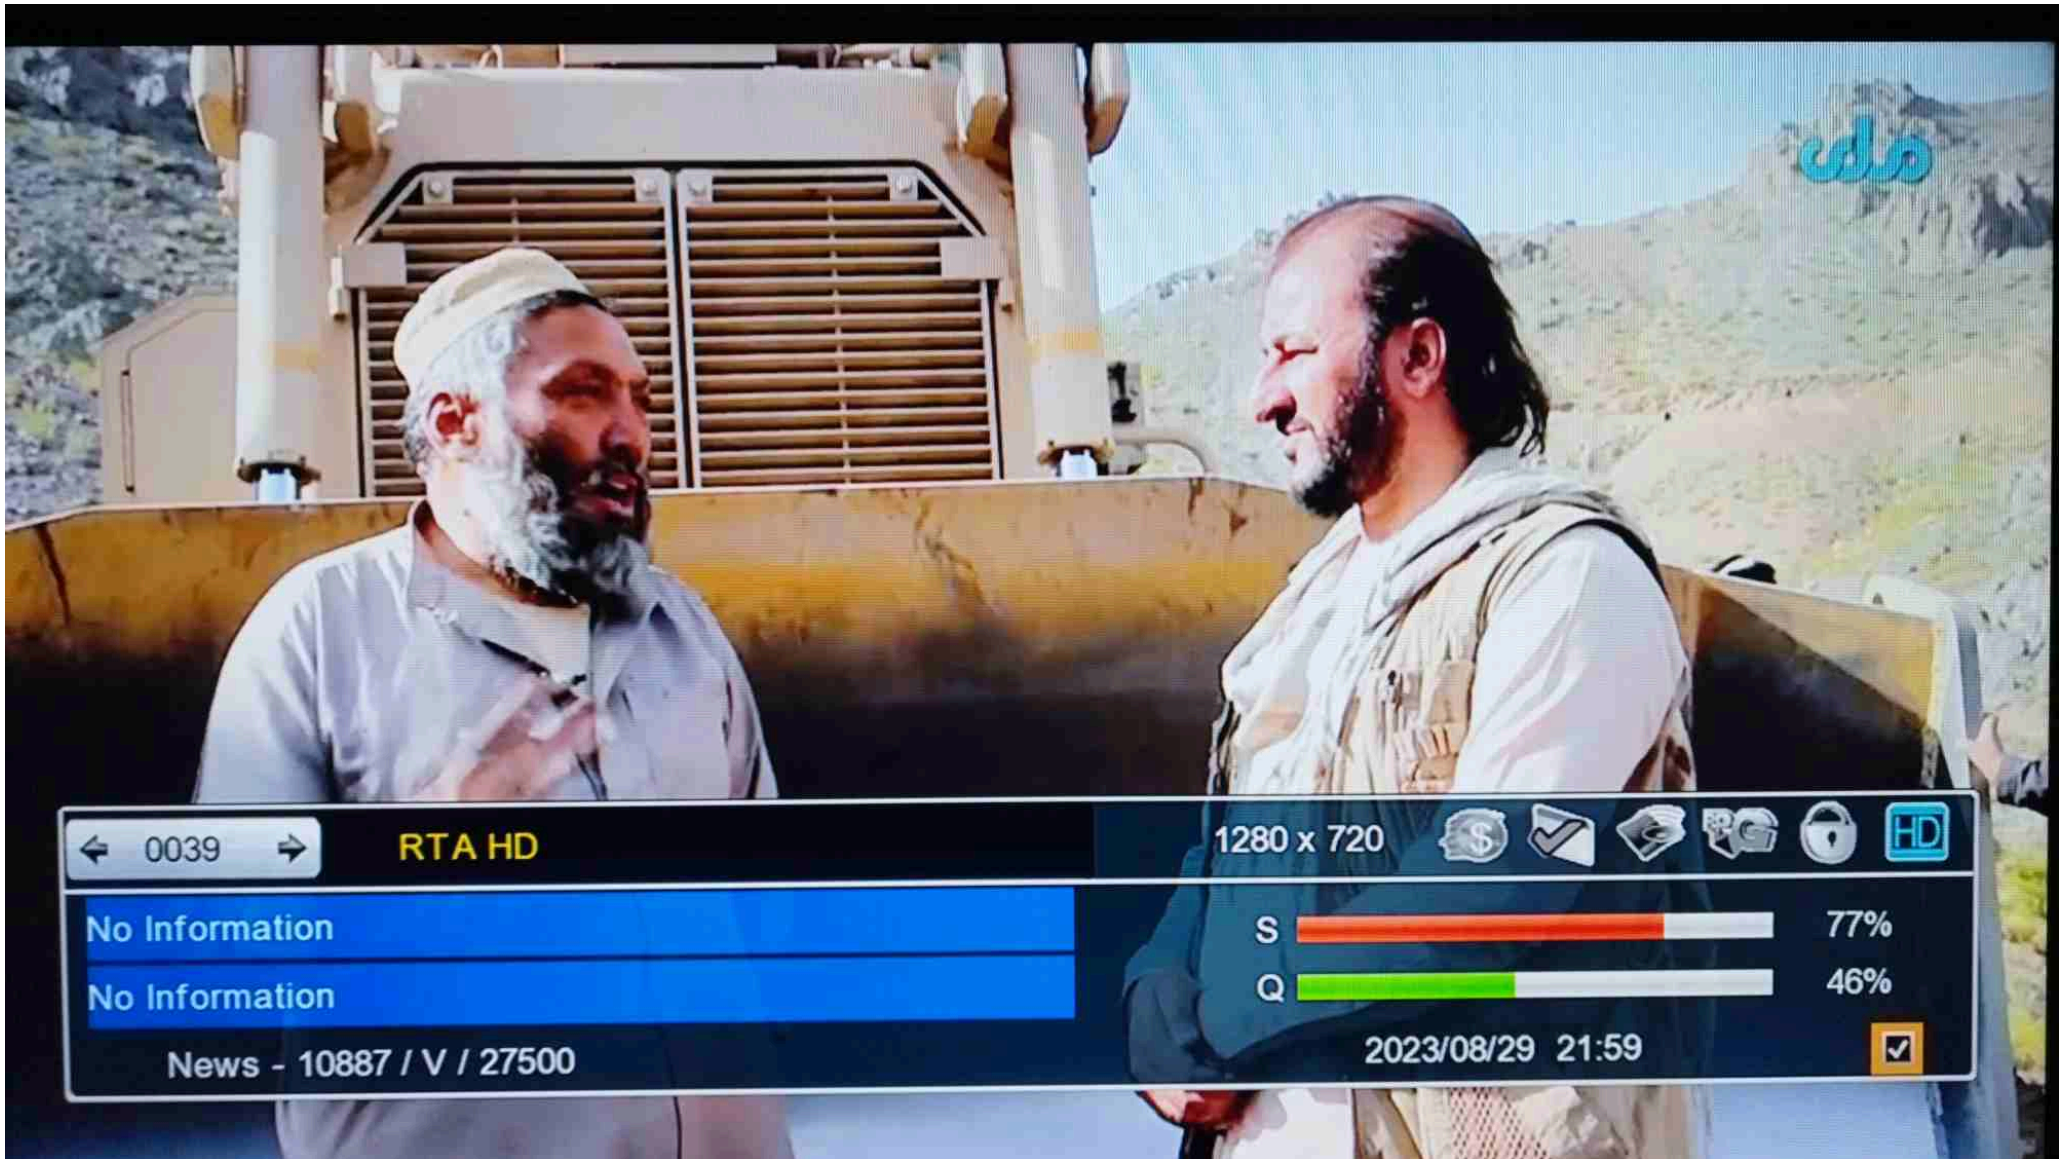 ملی
0039 RTA HD 1280 x 720 $ HD
No Information
S 77%
No Information
Q 46%
News - 10887 / V / 27500 2023/08/29 21:59